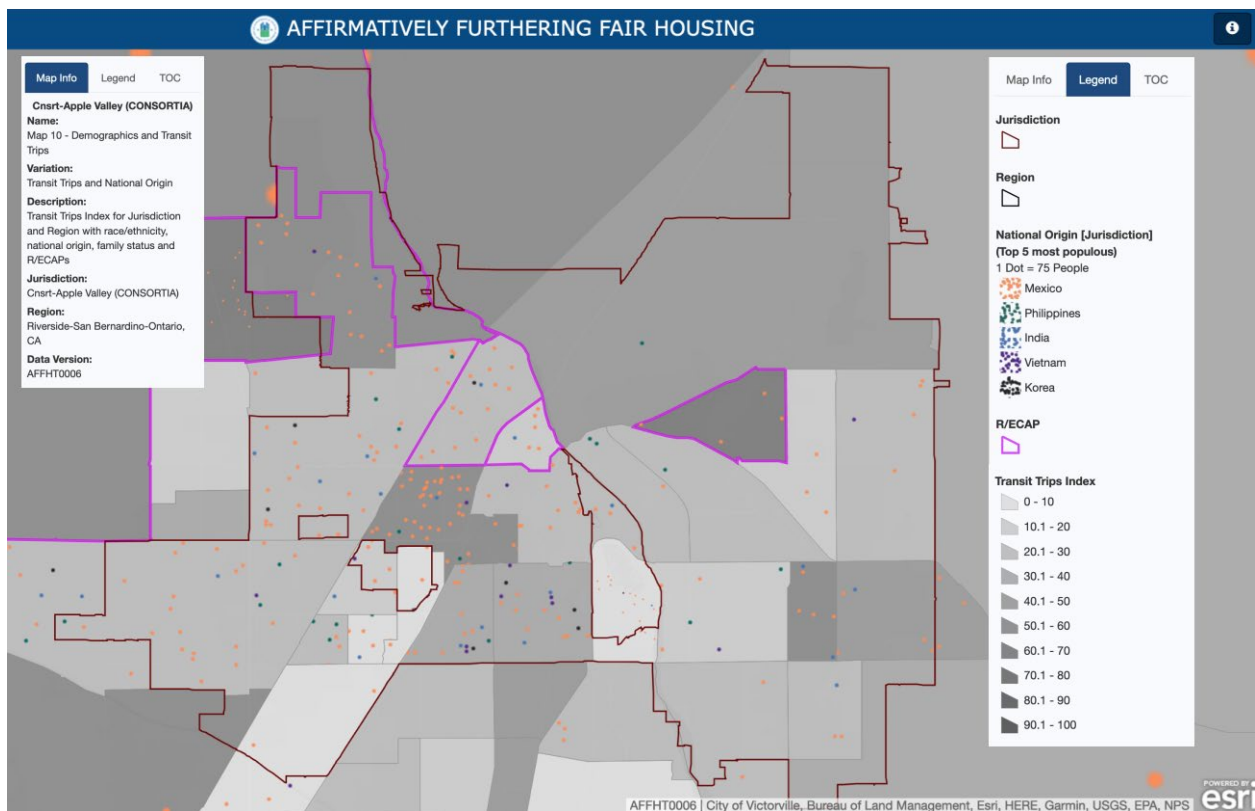 AFFIRMATIVELY FURTHERING FAIR HOUSING
Map Info Legend TOC
Cnsrt-Apple Valley (CONSORTIA)
Name:
Map 10 - Demographics and Transit
Trips
Variation:
Transit Trips and National Origin
Description:
Transit Trips Index for Jurisdiction
and Region with race/ethnicity,
national origin, family status and
R/ECAPs
Jurisdiction:
Cnsrt-Apple Valley (CONSORTIA)
Region:
Riverside-San Bernardino-Ontario,
CA
Data Version:
AFFHT0006
Map Info Legend TOC
Jurisdiction
Region
National Origin [Jurisdiction]
(Top 5 most populous)
1 Dot = 75 People
Mexico
Philippines
India
Vietnam
Korea
R/ECAP
Transit Trips Index
0 - 10
10.1 - 20
20.1 - 30
30.1 - 40
40.1 - 50
50.1 - 60
60.1 - 70
70.1 - 80
80.1 - 90
90.1 - 100
POWERED BY
esri
AFFHT0006 | City of Victorville, Bureau of Land Management, Esri, HERE, Garmin, USGS, EPA, NPS